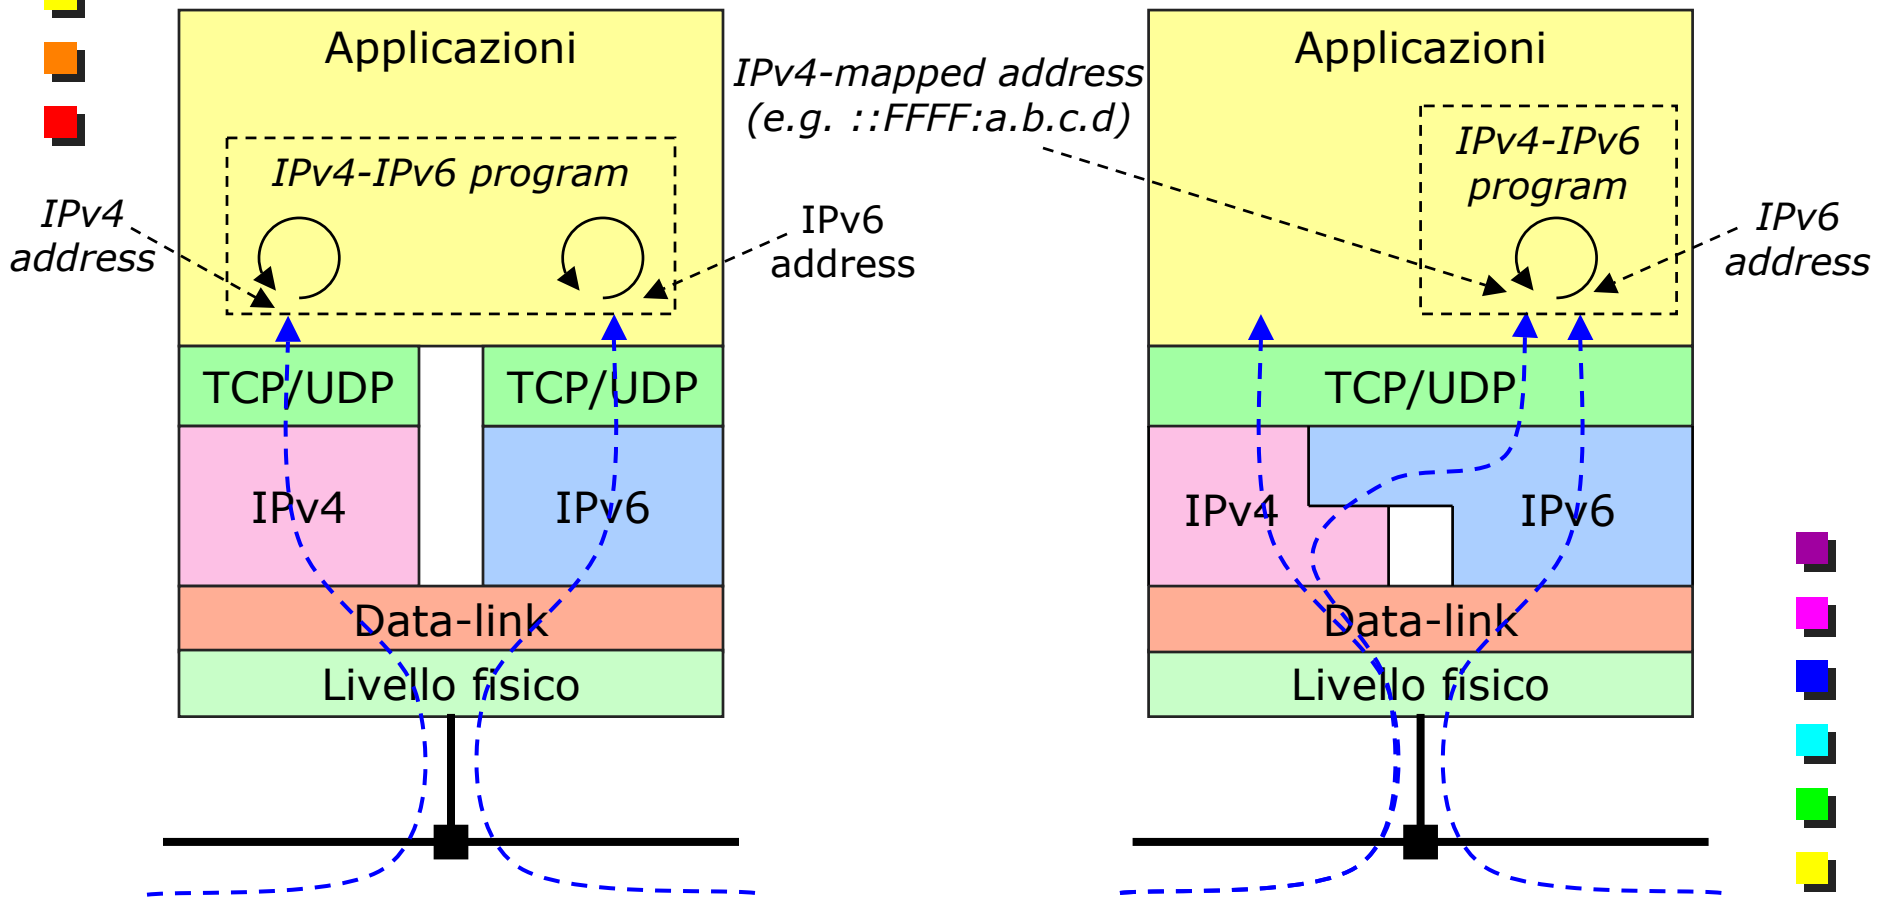 Applicazioni
IPv4-IPv6 program
IPv4
address
IPv6
address
TCP/UDP
TCP/UDP
IPv4
IPv6
Data-link
Livello fisico
IPv4-mapped address
(e.g. ::FFFF:a.b.c.d)
Applicazioni
IPv4-IPv6
program
IPv6
address
TCP/UDP
IPv4
IPv6
Data-link
Livello fisico